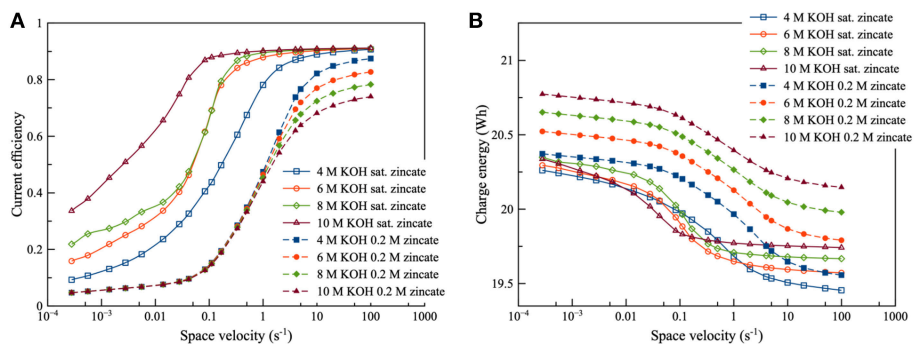 A
1
0.8
0.6
0.4
0.2
0
Current efficiency
4 M KOH sat. zincate
6 M KOH sat. zincate
8 M KOH sat. zincate
10 M KOH sat. zincate
4 M KOH 0.2 M zincate
6 M KOH 0.2 M zincate
8 M KOH 0.2 M zincate
10 M KOH 0.2 M zincate
10⁻⁴ 10⁻³ 0.01 0.1 1 10 100 1000
Space velocity (s⁻¹)
B
4 M KOH sat. zincate
6 M KOH sat. zincate
8 M KOH sat. zincate
10 M KOH sat. zincate
4 M KOH 0.2 M zincate
6 M KOH 0.2 M zincate
8 M KOH 0.2 M zincate
10 M KOH 0.2 M zincate
21
20.5
20
19.5
Charge energy (Wh)
10⁻⁴ 10⁻³ 0.01 0.1 1 10 100 1000
Space velocity (s⁻¹)